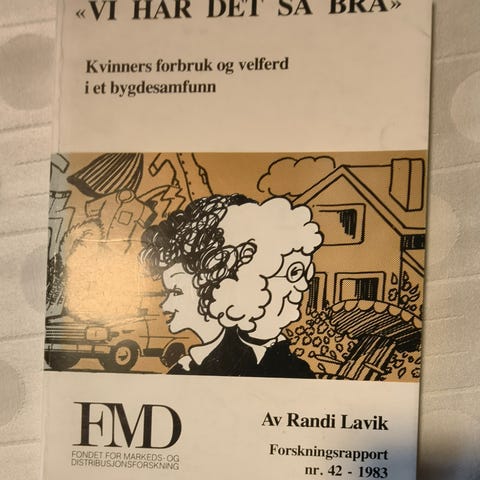 «VI HAR DET SÅ BRA»
Kvinners forbruk og velferd
i et bygdesamfunn
FMD
FONDET FOR MARKEDS- OG
DISTRIBUSJONSFORSKNING
Av Randi Lavik
Forskningsrapport
nr. 42 - 1983